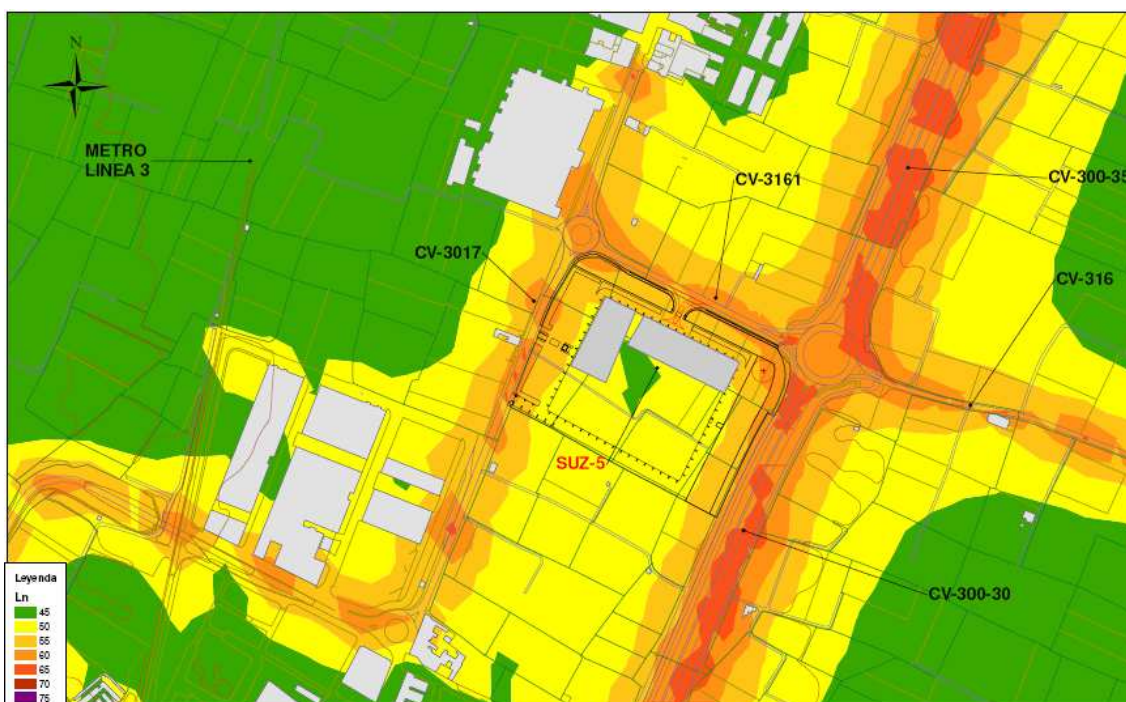 N
METRO
LINEA 3
CV-3161
CV-300-35
CV-3017
CV-316
SUZ-5
CV-300-30
Leyenda
Ln
45
50
55
60
65
70
75